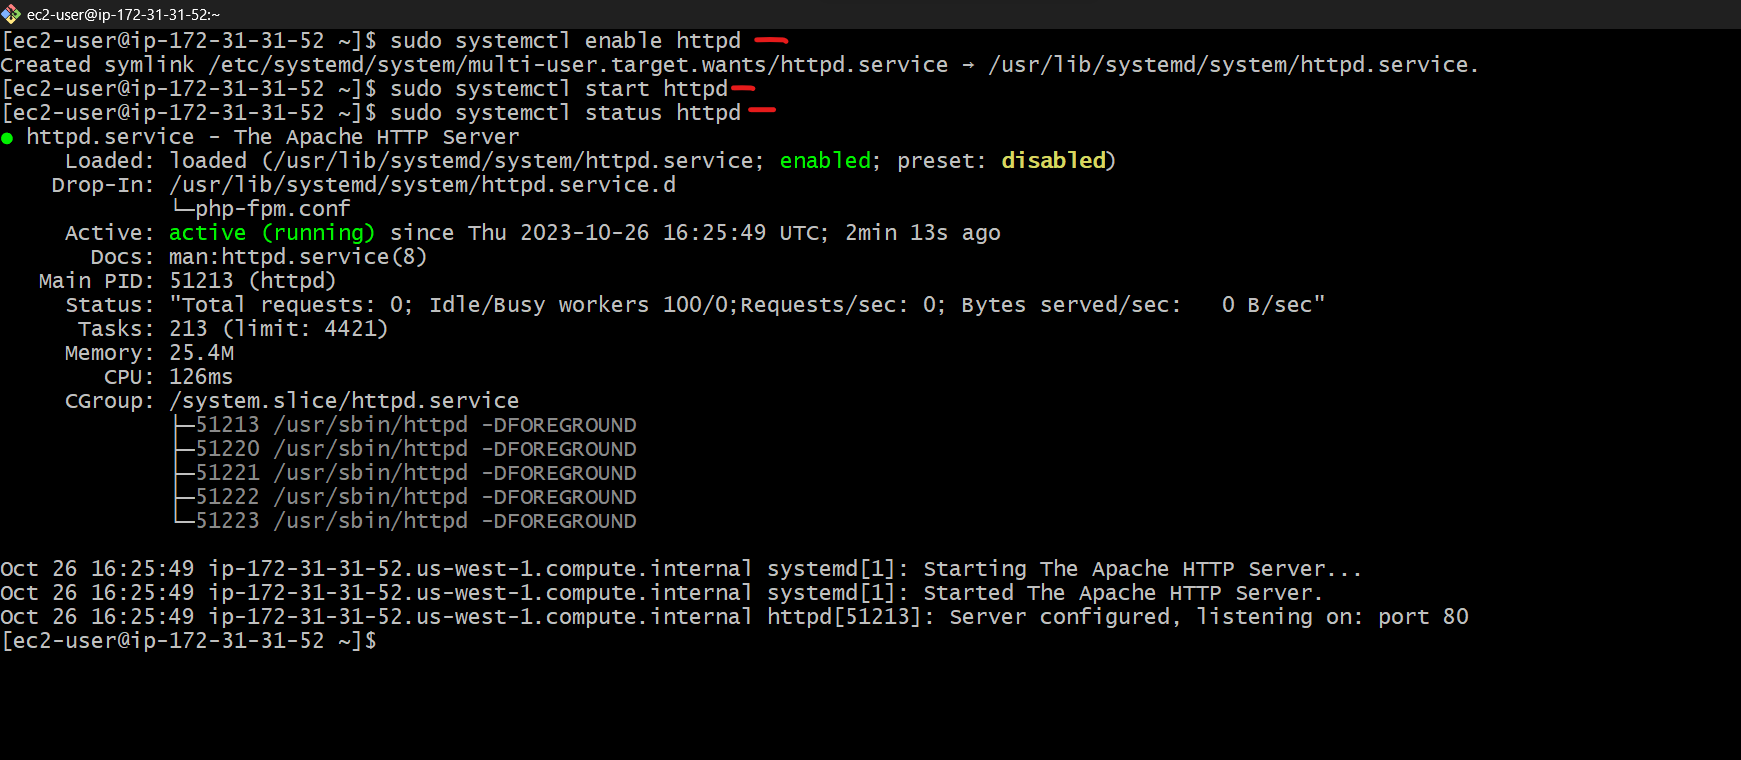 ec2-user@ip-172-31-31-52:~
[ec2-user@ip-172-31-31-52 ~]$ sudo systemctl enable httpd
Created symlink /etc/systemd/system/multi-user.target.wants/httpd.service → /usr/lib/systemd/system/httpd.service.
[ec2-user@ip-172-31-31-52 ~]$ sudo systemctl start httpd
[ec2-user@ip-172-31-31-52 ~]$ sudo systemctl status httpd
● httpd.service - The Apache HTTP Server
     Loaded: loaded (/usr/lib/systemd/system/httpd.service; enabled; preset: disabled)
    Drop-In: /usr/lib/systemd/system/httpd.service.d
             └─php-fpm.conf
     Active: active (running) since Thu 2023-10-26 16:25:49 UTC; 2min 13s ago
       Docs: man:httpd.service(8)
   Main PID: 51213 (httpd)
     Status: "Total requests: 0; Idle/Busy workers 100/0;Requests/sec: 0; Bytes served/sec:   0 B/sec"
      Tasks: 213 (limit: 4421)
     Memory: 25.4M
        CPU: 126ms
     CGroup: /system.slice/httpd.service
             ├─51213 /usr/sbin/httpd -DFOREGROUND
             ├─51220 /usr/sbin/httpd -DFOREGROUND
             ├─51221 /usr/sbin/httpd -DFOREGROUND
             ├─51222 /usr/sbin/httpd -DFOREGROUND
             └─51223 /usr/sbin/httpd -DFOREGROUND
Oct 26 16:25:49 ip-172-31-31-52.us-west-1.compute.internal systemd[1]: Starting The Apache HTTP Server...
Oct 26 16:25:49 ip-172-31-31-52.us-west-1.compute.internal systemd[1]: Started The Apache HTTP Server.
Oct 26 16:25:49 ip-172-31-31-52.us-west-1.compute.internal httpd[51213]: Server configured, listening on: port 80
[ec2-user@ip-172-31-31-52 ~]$